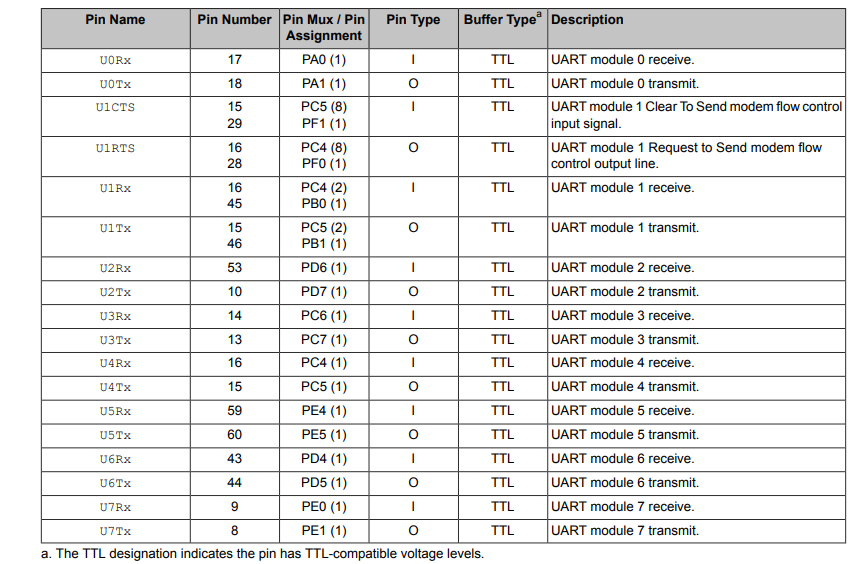 Pin Name Pin Number Pin Mux / Pin Assignment Pin Type Buffer Typeᵃ Description
U0Rx 17 PA0 (1) I TTL UART module 0 receive.
U0Tx 18 PA1 (1) O TTL UART module 0 transmit.
U1CTS 15 PC5 (8) I TTL UART module 1 Clear To Send modem flow control
29 PF1 (1) input signal.
U1RTS 16 PC4 (8) O TTL UART module 1 Request to Send modem flow
28 PF0 (1) control output line.
U1Rx 16 PC4 (2) I TTL UART module 1 receive.
45 PB0 (1)
U1Tx 15 PC5 (2) O TTL UART module 1 transmit.
46 PB1 (1)
U2Rx 53 PD6 (1) I TTL UART module 2 receive.
U2Tx 10 PD7 (1) O TTL UART module 2 transmit.
U3Rx 14 PC6 (1) I TTL UART module 3 receive.
U3Tx 13 PC7 (1) O TTL UART module 3 transmit.
U4Rx 16 PC4 (1) I TTL UART module 4 receive.
U4Tx 15 PC5 (1) O TTL UART module 4 transmit.
U5Rx 59 PE4 (1) I TTL UART module 5 receive.
U5Tx 60 PE5 (1) O TTL UART module 5 transmit.
U6Rx 43 PD4 (1) I TTL UART module 6 receive.
U6Tx 44 PD5 (1) O TTL UART module 6 transmit.
U7Rx 9 PE0 (1) I TTL UART module 7 receive.
U7Tx 8 PE1 (1) O TTL UART module 7 transmit.
a. The TTL designation indicates the pin has TTL-compatible voltage levels.